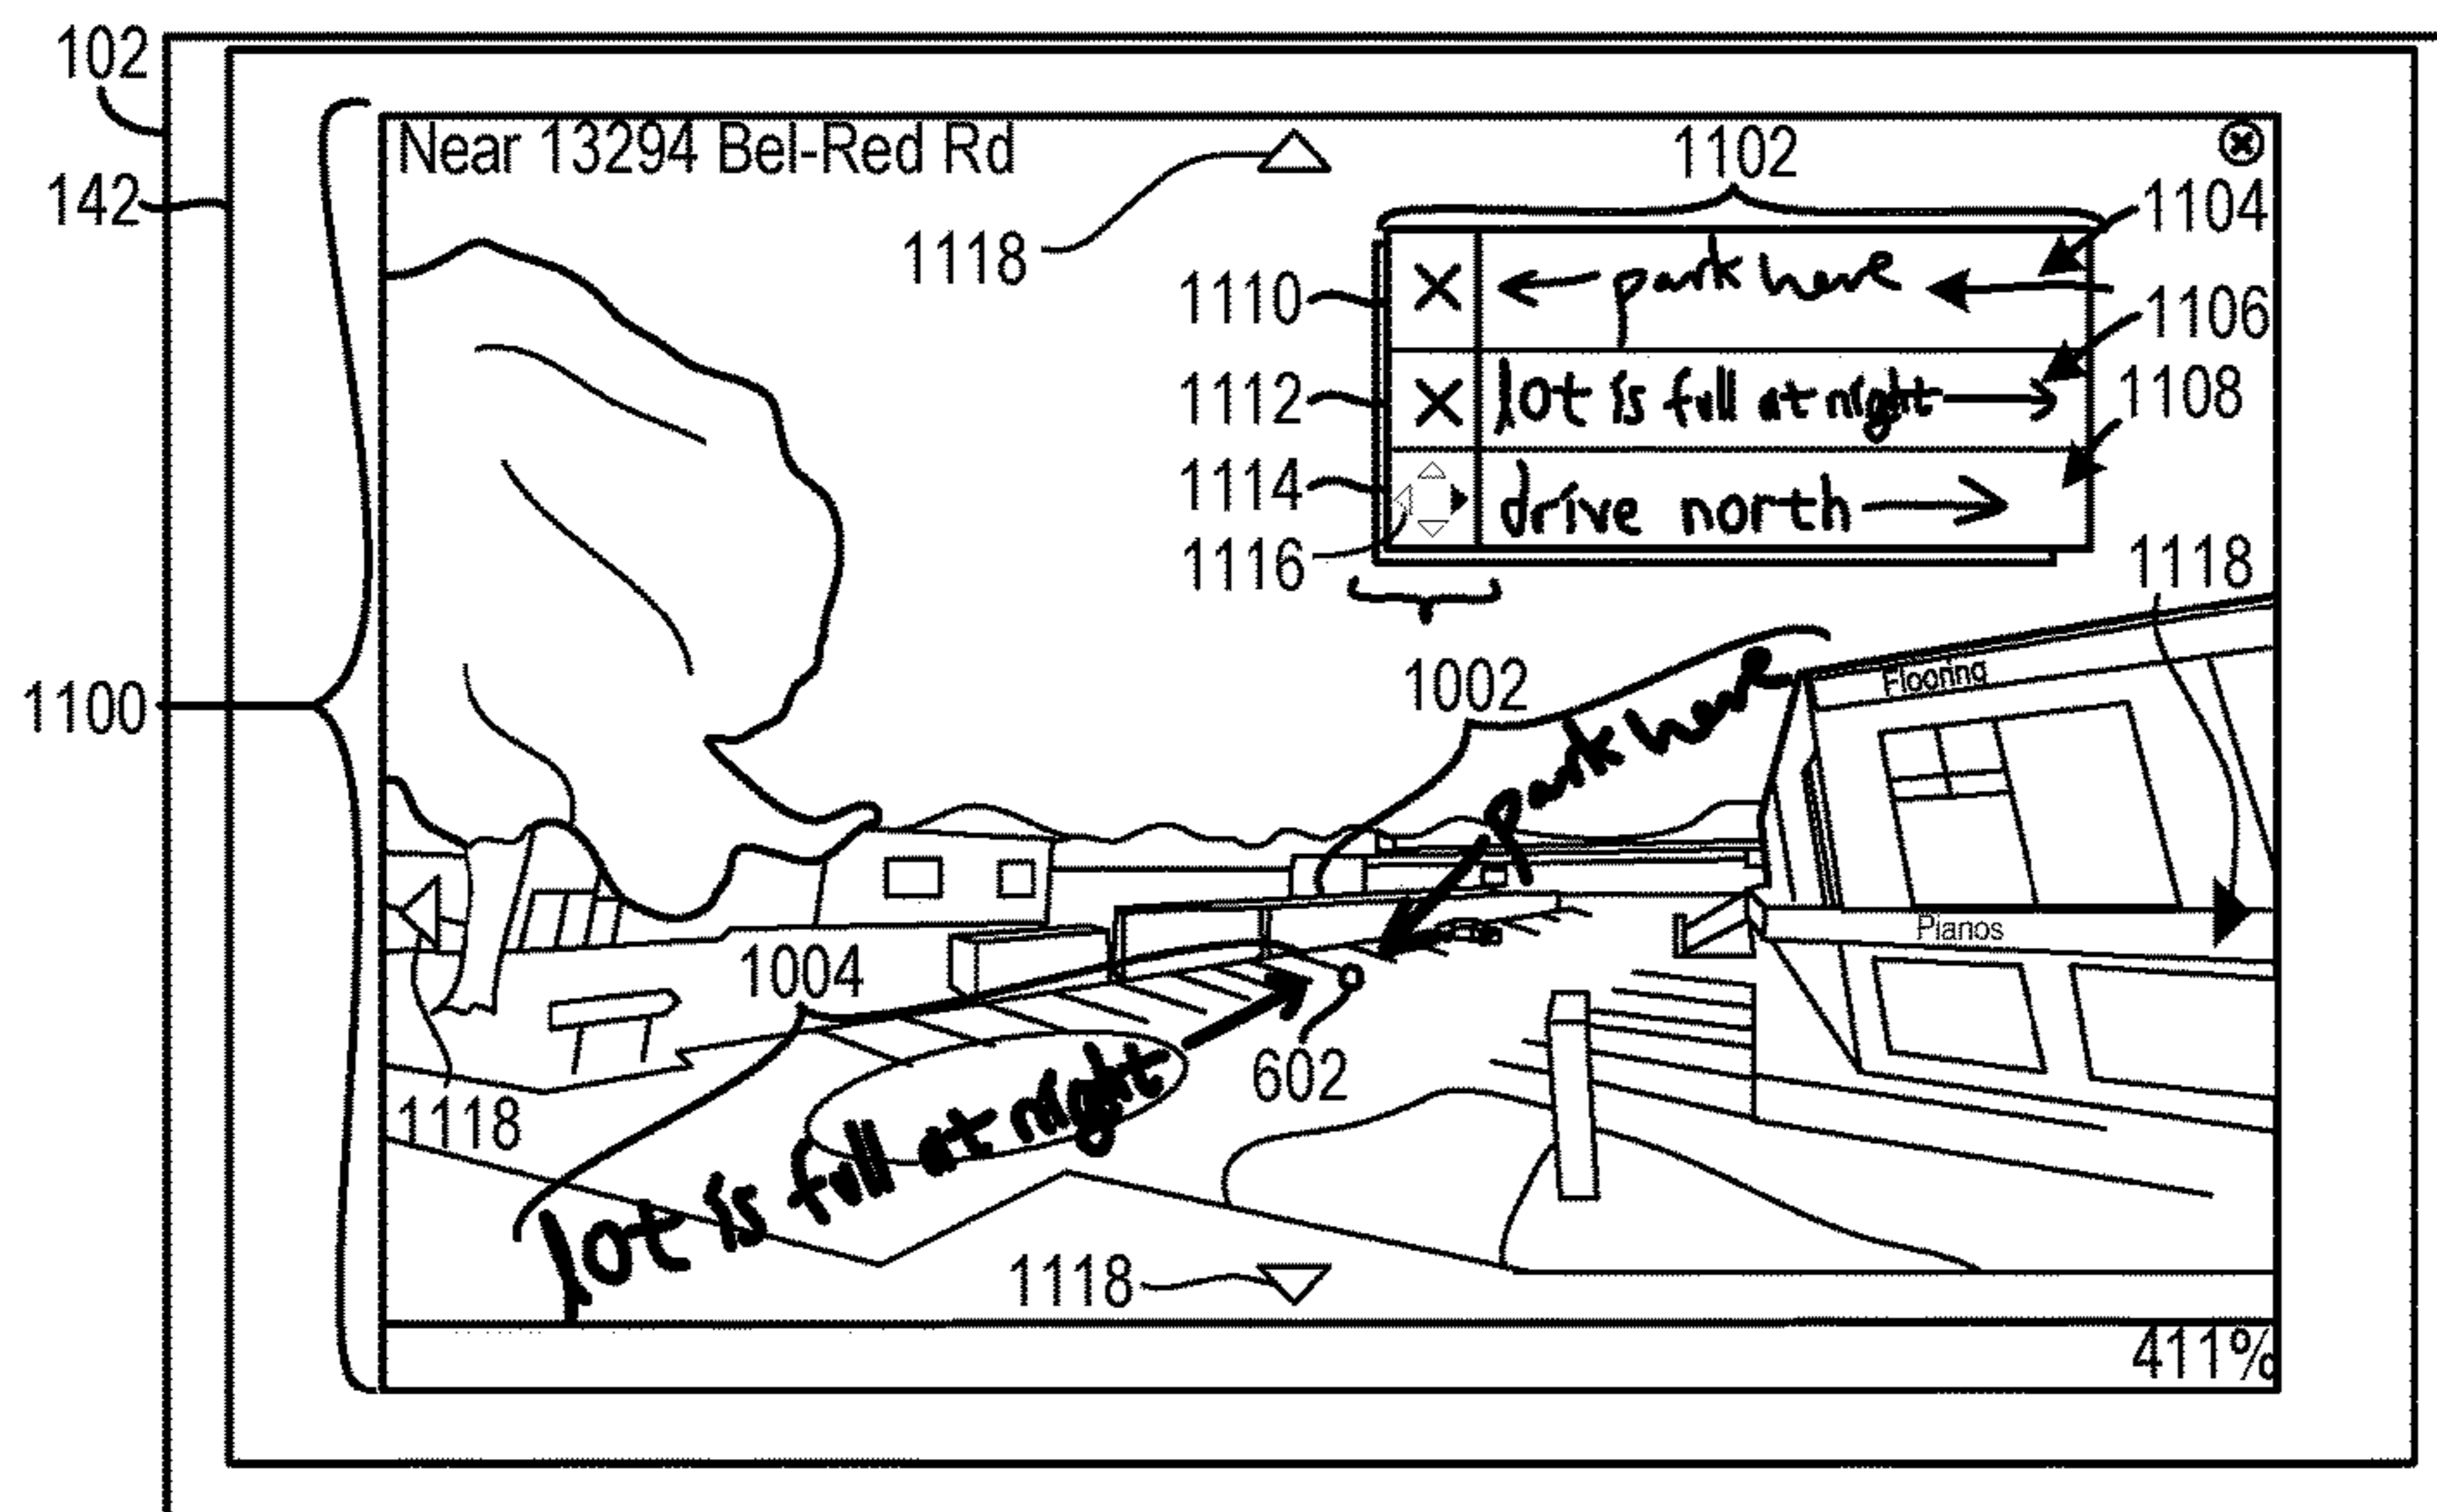 102
Near 13294 Bel-Red Rd
1102
142
1104
1118
1110
← park here ←
1106
1112
lot is full at night →
1108
1114
drive north →
1116
1118
1100
1002
park here
Flooring
Pianos
1004
602
1118
lot is full at night
1118
411%